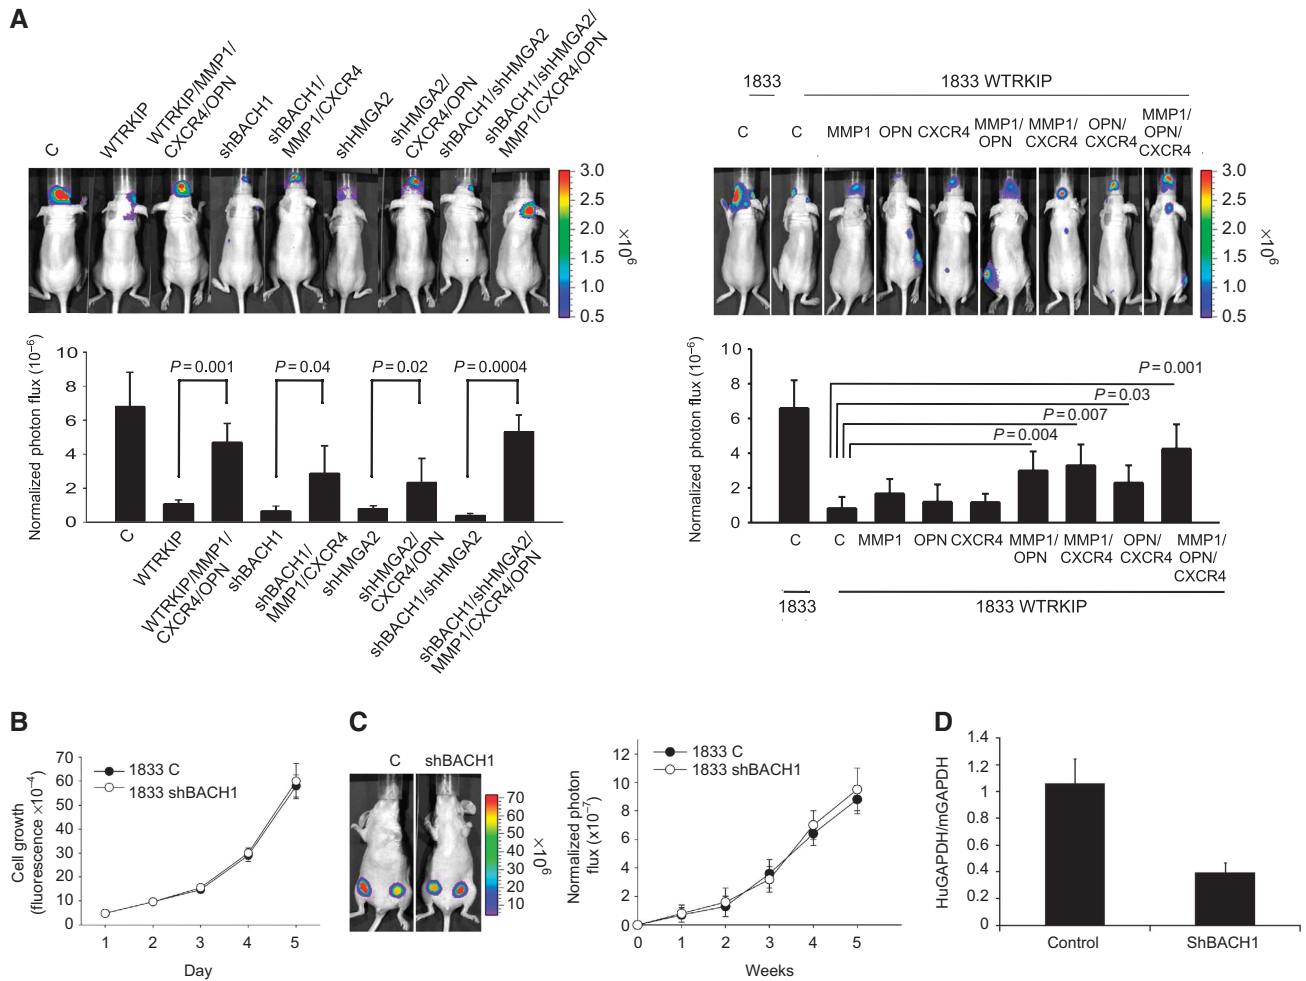 A
C
WTRKIP
WTRKIP/MMP1/
CXCR4/OPN
shBACH1
shBACH1/
MMP1/CXCR4
shHMGA2
shHMGA2/
CXCR4/OPN
shBACH1/shHMGA2
shBACH1/shHMGA2/
MMP1/CXCR4/OPN
3.0
2.5
2.0
1.5
1.0
0.5
×10⁶
Normalized photon flux (10⁻⁶)
10
8
6
4
2
0
P = 0.001
P = 0.04
P = 0.02
P = 0.0004
C
WTRKIP
WTRKIP/MMP1/
CXCR4/OPN
shBACH1
shBACH1/
MMP1/CXCR4
shHMGA2
shHMGA2/
CXCR4/OPN
shBACH1/shHMGA2
shBACH1/shHMGA2/
MMP1/CXCR4/OPN
1833
1833 WTRKIP
C
C
MMP1
OPN
CXCR4
MMP1/
OPN
MMP1/
CXCR4
OPN/
CXCR4
MMP1/
OPN/
CXCR4
3.0
2.5
2.0
1.5
1.0
0.5
×10⁶
Normalized photon flux (10⁻⁶)
10
8
6
4
2
0
P = 0.001
P = 0.03
P = 0.007
P = 0.004
C
C
MMP1
OPN
CXCR4
MMP1/
OPN
MMP1/
CXCR4
OPN/
CXCR4
MMP1/
OPN/
CXCR4
1833
1833 WTRKIP
B
Cell growth
(fluorescence ×10⁻⁴)
70
60
50
40
30
20
10
0
1833 C
1833 shBACH1
1 2 3 4 5
Day
C
C
shBACH1
70
60
50
40
30
20
10
×10⁶
Normalized photon
flux (x10⁻⁷)
12
10
8
6
4
2
0
1833 C
1833 shBACH1
0 1 2 3 4 5
Weeks
D
HuGAPDH/mGAPDH
1.4
1.2
1
0.8
0.6
0.4
0.2
0
Control
ShBACH1